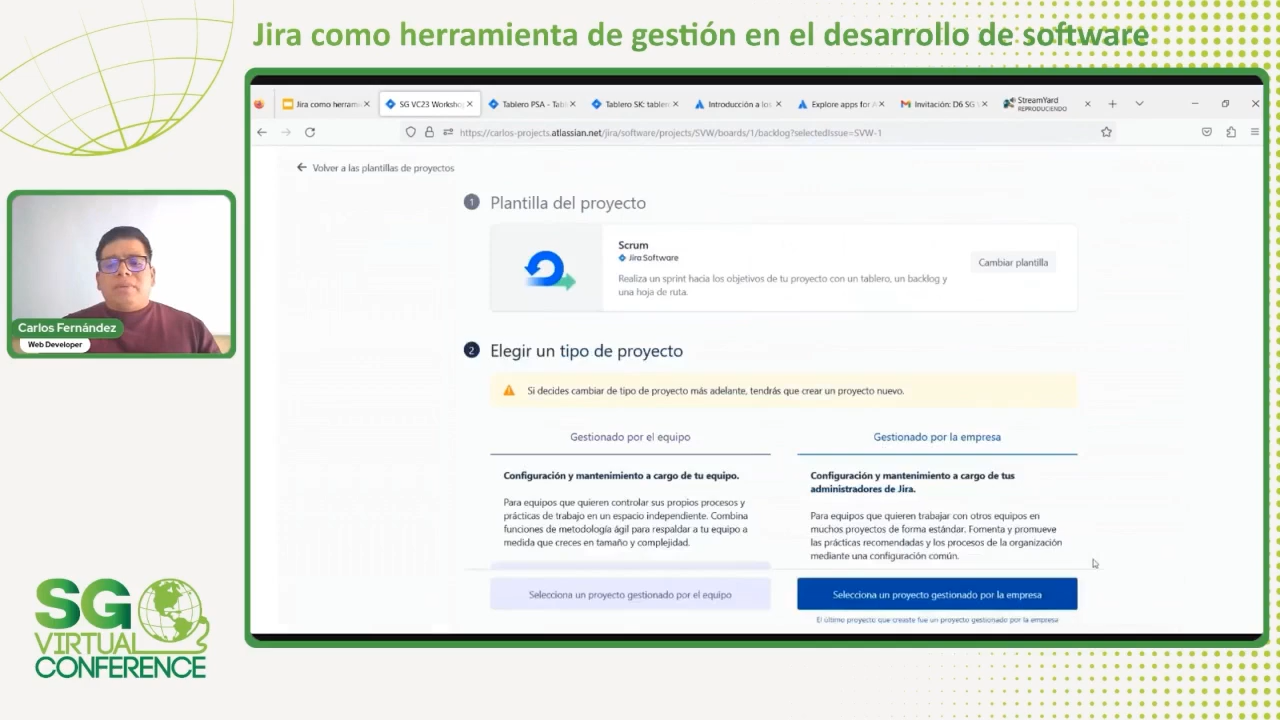 Jira como herramienta de gestión en el desarrollo de software
Jira como herram
SG VC23 Workshop
Tablero PSA - Tab
Tablero SK: tabler
Introducción a lo
Explore apps for
Invitación: D6 SG
StreamYard
REPRODUCIENDO
https://carlos-projects.atlassian.net/jira/software/projects/SVW/boards/1/backlog?selectedIssue=SVW-1
Volver a las plantillas de proyectos
1 Plantilla del proyecto
Scrum
Jira Software
Realiza un sprint hacia los objetivos de tu proyecto con un tablero, un backlog y
una hoja de ruta.
Cambiar plantilla
2 Elegir un tipo de proyecto
Si decides cambiar de tipo de proyecto más adelante, tendrás que crear un proyecto nuevo.
Gestionado por el equipo
Configuración y mantenimiento a cargo de tu equipo.
Para equipos que quieren controlar sus propios procesos y
prácticas de trabajo en un espacio independiente. Combina
funciones de metodología ágil para respaldar a tu equipo a
medida que creces en tamaño y complejidad.
Selecciona un proyecto gestionado por el equipo
Gestionado por la empresa
Configuración y mantenimiento a cargo de tus
administradores de Jira.
Para equipos que quieren trabajar con otros equipos en
muchos proyectos de forma estándar. Fomenta y promueve
las prácticas recomendadas y los procesos de la organización
mediante una configuración común.
Selecciona un proyecto gestionado por la empresa
El último proyecto que creaste fue un proyecto gestionado por la empresa
Carlos Fernández
Web Developer
SG
VIRTUAL
CONFERENCE